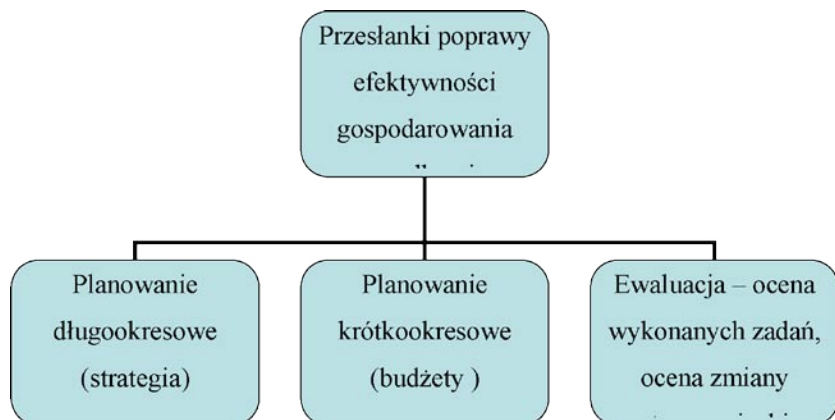 Przesłanki poprawy
efektywności
gospodarowania
Planowanie
długookresowe
(strategia)
Planowanie
krótkookresowe
(budżety )
Ewaluacja – ocena
wykonanych zadań,
ocena zmiany